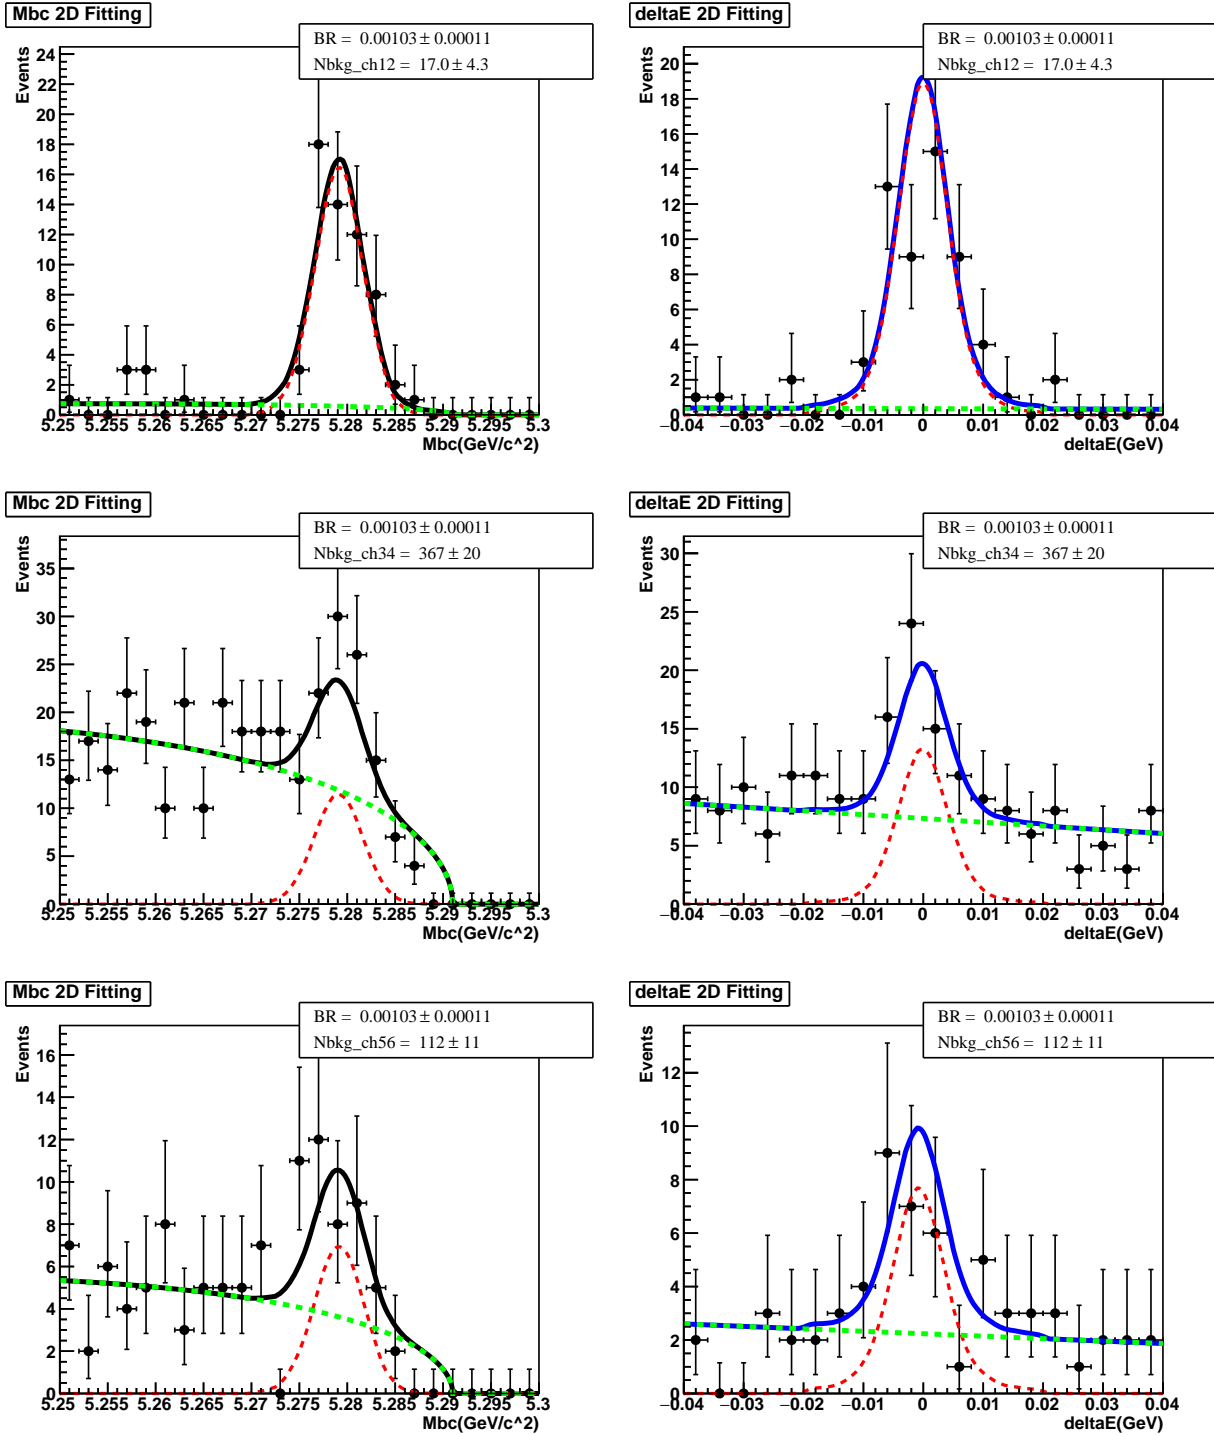 Mbc 2D Fitting
BR = 0.00103 ± 0.00011
Nbkg_ch12 = 17.0 ± 4.3
Events
24
22
20
18
16
14
12
10
8
6
4
2
0
5.25 5.255 5.26 5.265 5.27 5.275 5.28 5.285 5.29 5.295 5.3
Mbc(GeV/c^2)
deltaE 2D Fitting
BR = 0.00103 ± 0.00011
Nbkg_ch12 = 17.0 ± 4.3
Events
20
18
16
14
12
10
8
6
4
2
0
−0.04 −0.03 −0.02 −0.01 0 0.01 0.02 0.03 0.04
deltaE(GeV)
Mbc 2D Fitting
BR = 0.00103 ± 0.00011
Nbkg_ch34 = 367 ± 20
Events
35
30
25
20
15
10
5
0
5.25 5.255 5.26 5.265 5.27 5.275 5.28 5.285 5.29 5.295 5.3
Mbc(GeV/c^2)
deltaE 2D Fitting
BR = 0.00103 ± 0.00011
Nbkg_ch34 = 367 ± 20
Events
30
25
20
15
10
5
0
−0.04 −0.03 −0.02 −0.01 0 0.01 0.02 0.03 0.04
deltaE(GeV)
Mbc 2D Fitting
BR = 0.00103 ± 0.00011
Nbkg_ch56 = 112 ± 11
Events
16
14
12
10
8
6
4
2
0
5.25 5.255 5.26 5.265 5.27 5.275 5.28 5.285 5.29 5.295 5.3
Mbc(GeV/c^2)
deltaE 2D Fitting
BR = 0.00103 ± 0.00011
Nbkg_ch56 = 112 ± 11
Events
12
10
8
6
4
2
0
−0.04 −0.03 −0.02 −0.01 0 0.01 0.02 0.03 0.04
deltaE(GeV)